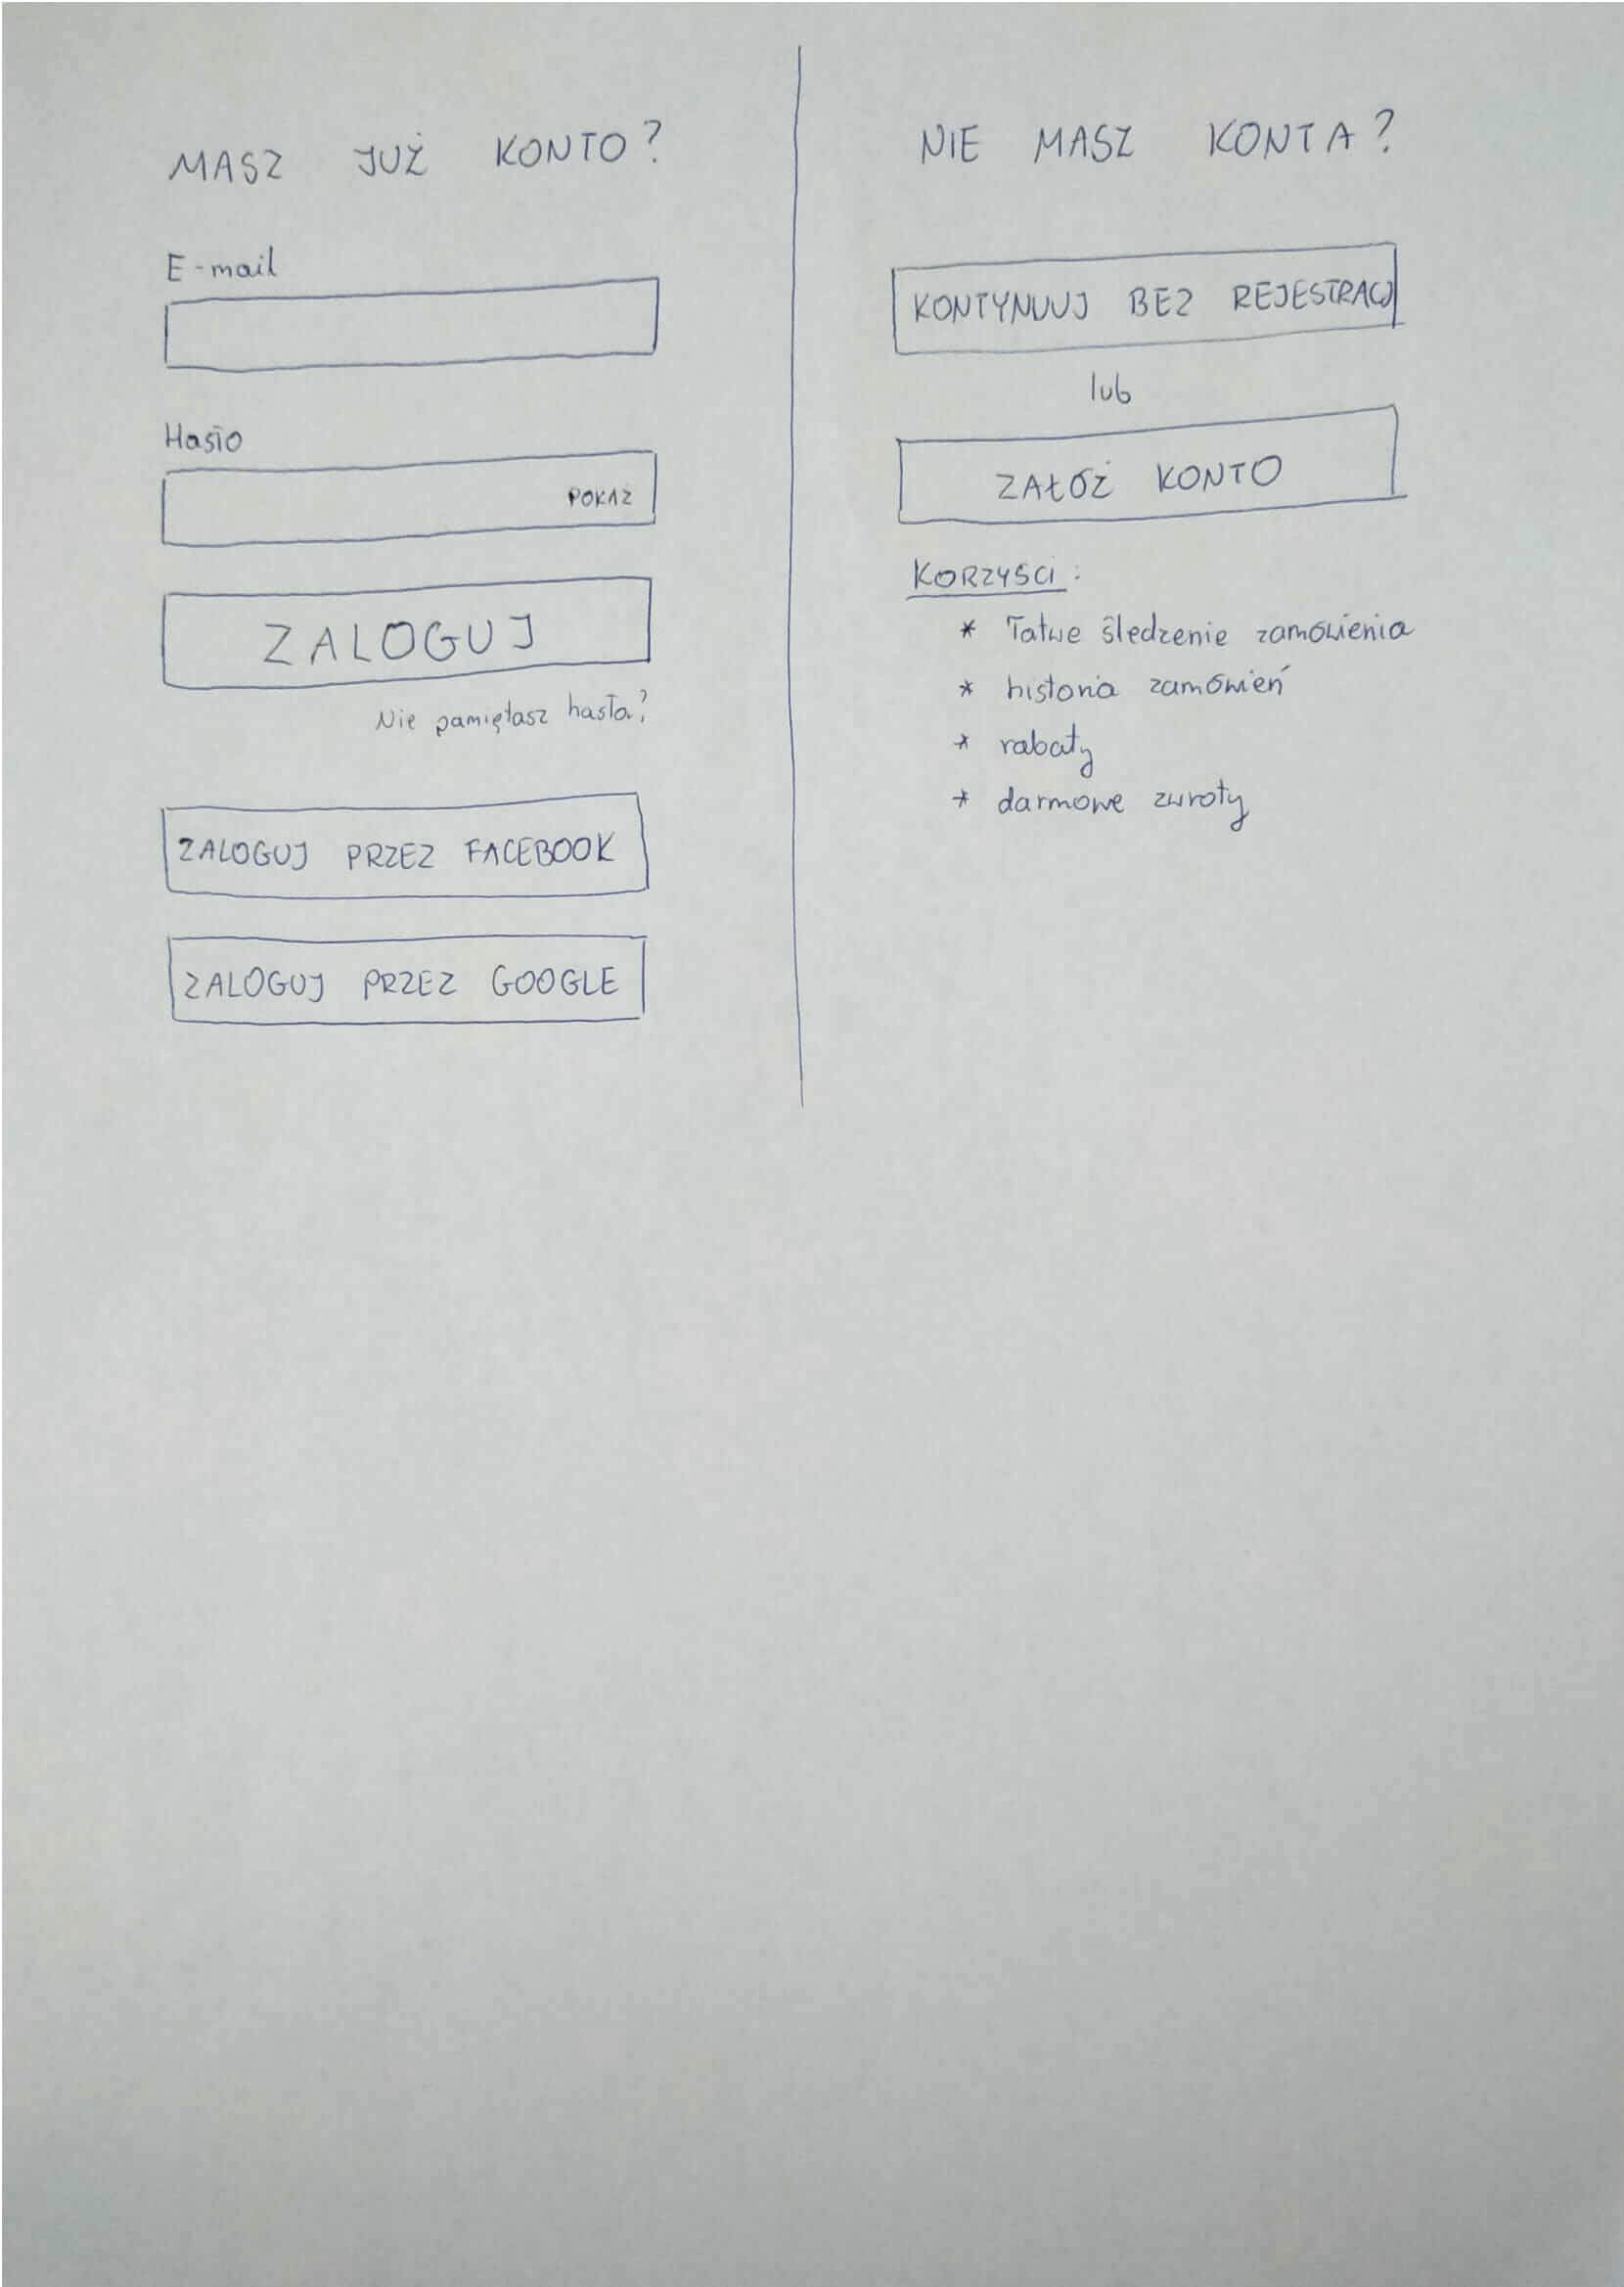 MASZ JUŻ KONTO?
E-mail
Hasło
POKAŻ
ZALOGUJ
Nie pamiętasz hasła?
ZALOGUJ PRZEZ FACEBOOK
ZALOGUJ PRZEZ GOOGLE
NIE MASZ KONTA?
KONTYNUUJ BEZ REJESTRACJ
lub
ZAŁÓŻ KONTO
KORZYŚCI:
* łatwe śledzenie zamówienia
* historia zamówień
* rabaty
* darmowe zwroty